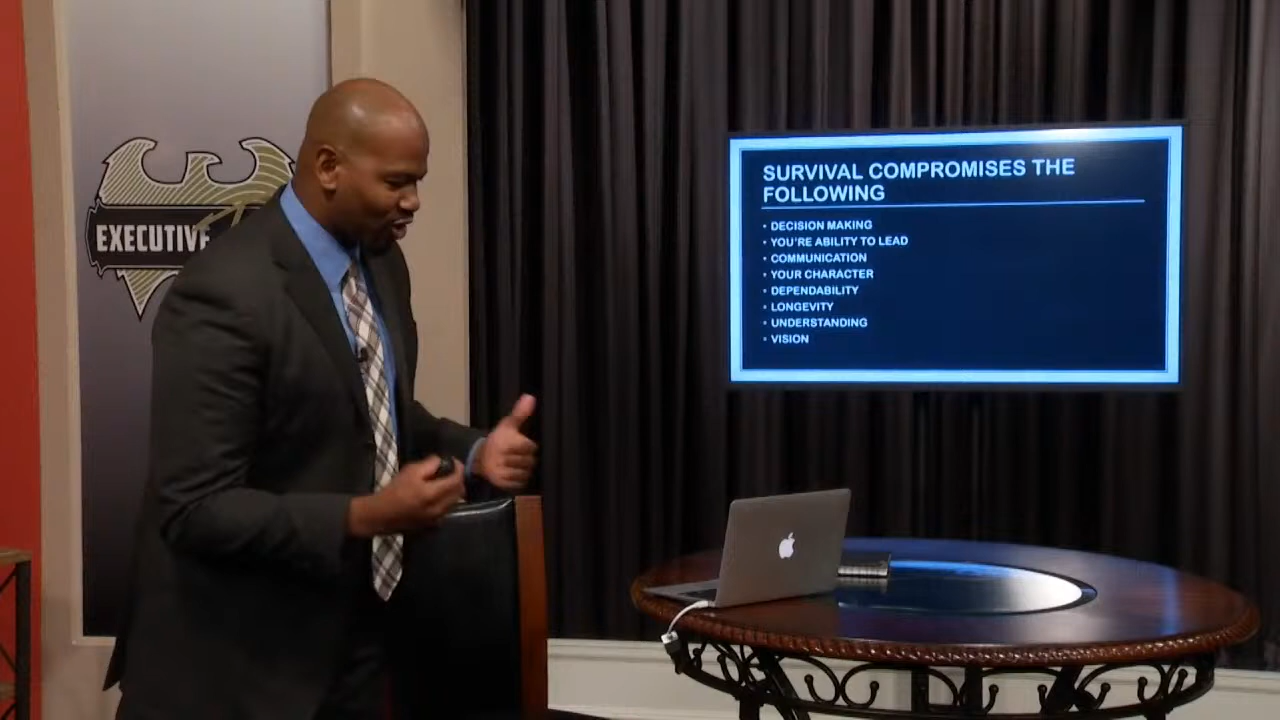 EXECUTIVE
SURVIVAL COMPROMISES THE
FOLLOWING
• DECISION MAKING
• YOU'RE ABILITY TO LEAD
• COMMUNICATION
• YOUR CHARACTER
• DEPENDABILITY
• LONGEVITY
• UNDERSTANDING
• VISION